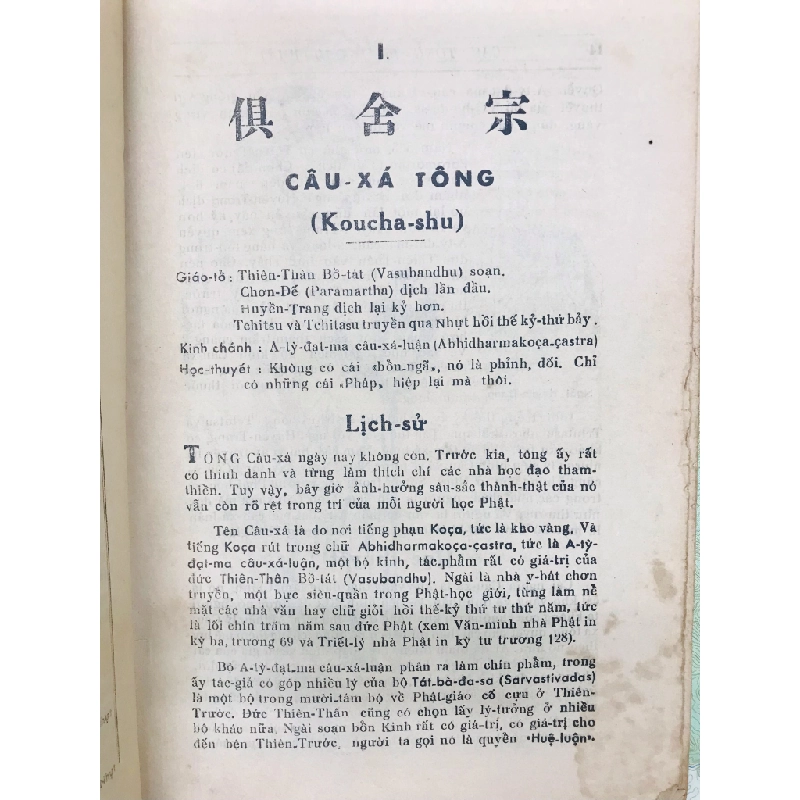 I.
俱舍宗
CÂU-XÁ TÔNG
(Koucha-shu)
Giáo-tổ : Thiên-Thân Bồ-tát (Vasubandhu) soạn.
Chơn-Đế (Paramartha) dịch lần đầu.
Huyền-Trang dịch lại kỹ hơn.
Tchitsu và Tchitasu truyền qua Nhựt hồi thế kỷ-thứ bảy.
Kinh chánh : A-tỳ-đạt-ma câu-xá-luận (Abhidharmakoça-çastra)
Học-thuyết : Không có cái «bổn-ngã», nó là phỉnh, dối. Chỉ
có những cái «Pháp» hiệp lại mà thôi.
Lịch-sử
TÔNG Câu-xá ngày nay không còn. Trước kia, tông ấy rất
có thinh danh và từng làm thích chí các nhà học đạo tham-
thiền. Tuy vậy, bây giờ ảnh-hưởng sâu-sắc thành-thật của nó
vẫn còn rõ rệt trong trí của mỗi người học Phật.
Tên Câu-xá là do nơi tiếng phạn Koça, tức là kho vàng. Và
tiếng Koça rút trong chữ Abhidharmakoça-çastra, tức là A-tỳ-
đạt-ma câu-xá-luận, một bộ kinh, tác-phẩm rất có giá-trị của
đức Thiên-Thân Bồ-tát (Vasubandhu). Ngài là nhà y-bát chơn
truyền, một bực siêu-quần trong Phật-học giới, từng làm nể
mặt các nhà văn hay chữ giỏi hồi thế-kỷ thứ tư thứ năm, tức
là lối chín trăm năm sau đức Phật (xem Văn-minh nhà Phật in
kỳ ba, trương 69 và Triết-lý nhà Phật in kỳ tư trương 128).
Bộ A-tỳ-đạt-ma câu-xá-luận phân ra làm chín phẩm, trong
ấy tác-giả có góp nhiều lý của bộ Tát-bà-đa-sa (Sarvastivadas)
là một bộ trong mười-tám bộ về Phật-giáo cố cựu ở Thiên-
Trước. Đức Thiên-Thân cũng có chọn lấy lý-tưởng ở nhiều
bộ khác nữa. Ngài soạn bổn Kinh rất có giá-trị, có giá-trị cho
đến bên Thiên-Trước, người ta gọi nó là quyển «Huệ-luận».